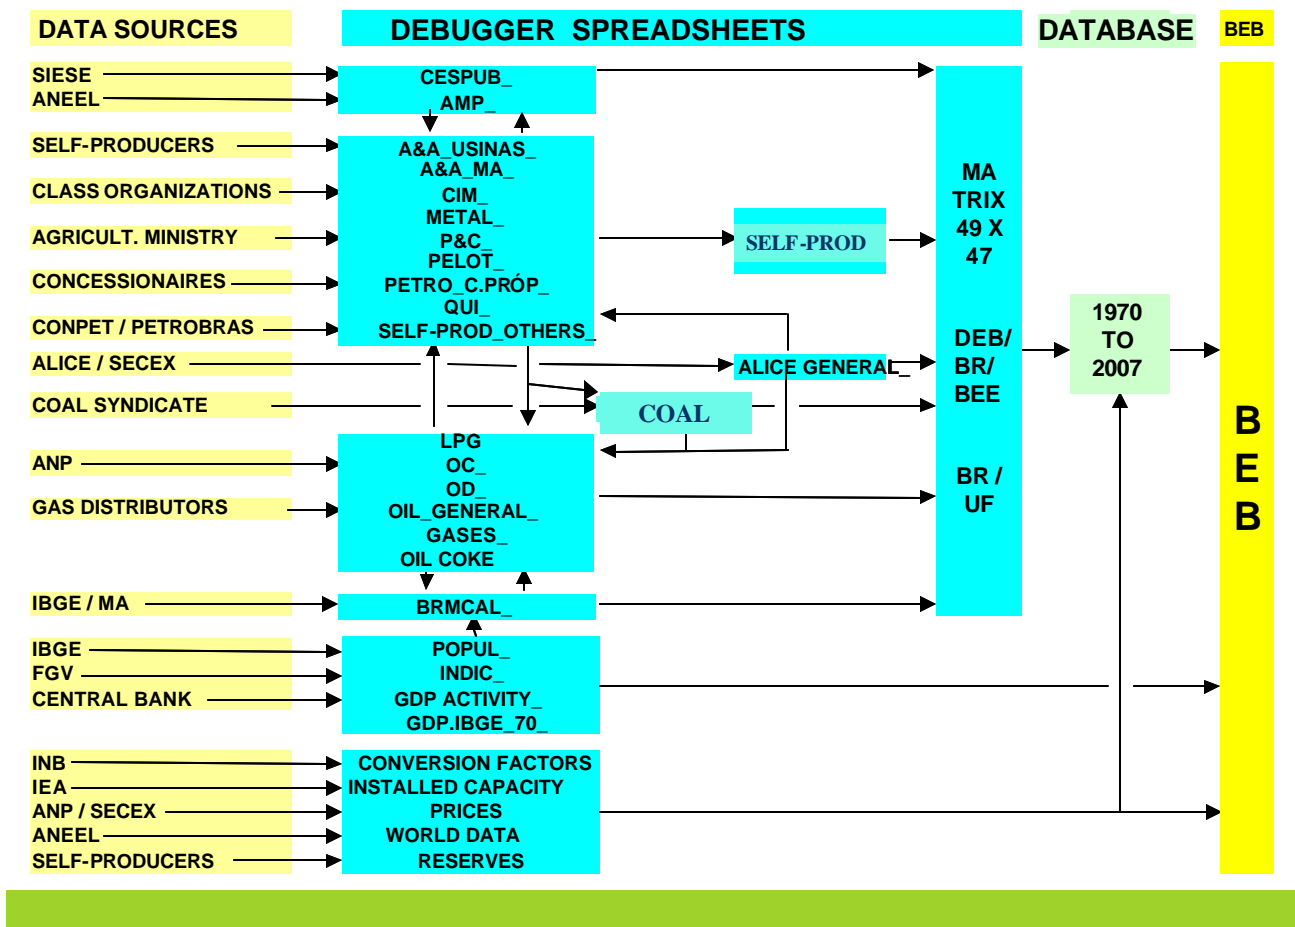 DATA SOURCES
DEBUGGER SPREADSHEETS
DATABASE
BEB
SIESE
ANEEL
SELF-PRODUCERS
CLASS ORGANIZATIONS
AGRICULT. MINISTRY
CONCESSIONAIRES
CONPET / PETROBRAS
ALICE / SECEX
COAL SYNDICATE
ANP
GAS DISTRIBUTORS
IBGE / MA
IBGE
FGV
CENTRAL BANK
INB
IEA
ANP / SECEX
ANEEL
SELF-PRODUCERS
CESPUB_
AMP_
A&A_USINAS_
A&A_MA_
CIM_
METAL_
P&C_
PELOT_
PETRO_C.PRÓP_
QUI_
SELF-PROD_OTHERS_
LPG
OC_
OD_
OIL_GENERAL_
GASES_
OIL COKE
BRMCAL_
POPUL_
INDIC_
GDP ACTIVITY_
GDP.IBGE_70_
CONVERSION FACTORS
INSTALLED CAPACITY
PRICES
WORLD DATA
RESERVES
SELF-PROD
ALICE GENERAL_
COAL
MA
TRIX
49 X
47
DEB/
BR/
BEE
BR /
UF
1970
TO
2007
B
E
B